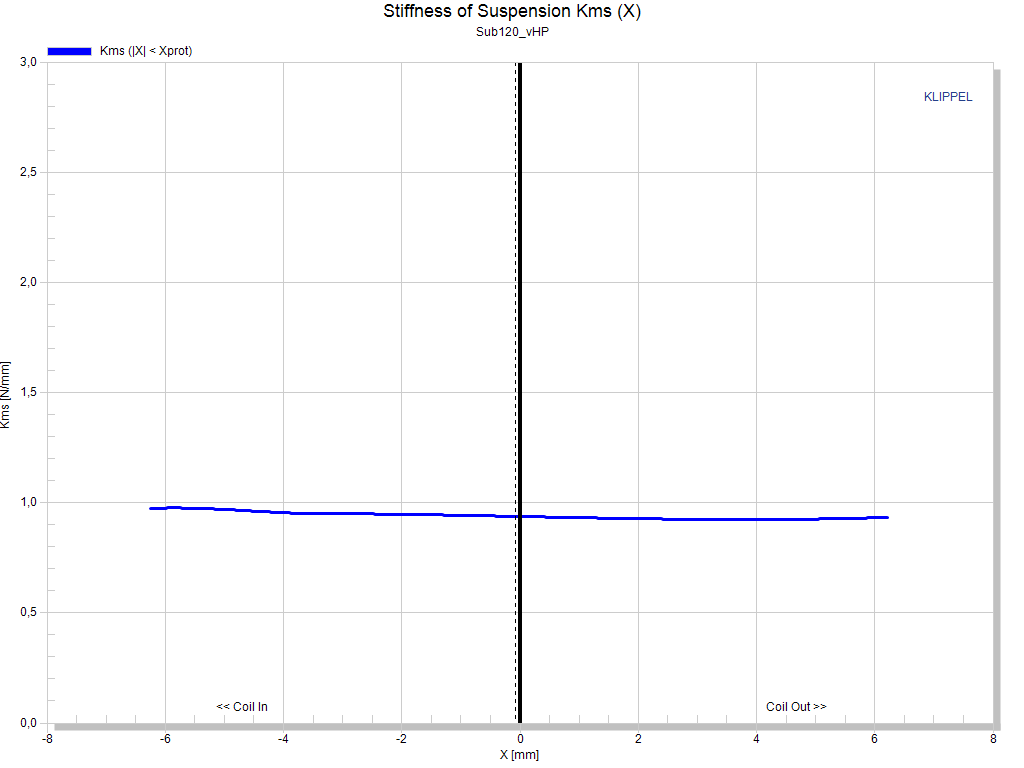 Stiffness of Suspension Kms (X)
Sub120_vHP
Kms (|X| < Xprot)
KLIPPEL
3,0
2,5
2,0
1,5
1,0
0,5
0,0
Kms [N/mm]
<< Coil In
Coil Out >>
-8 -6 -4 -2 0 2 4 6 8
X [mm]